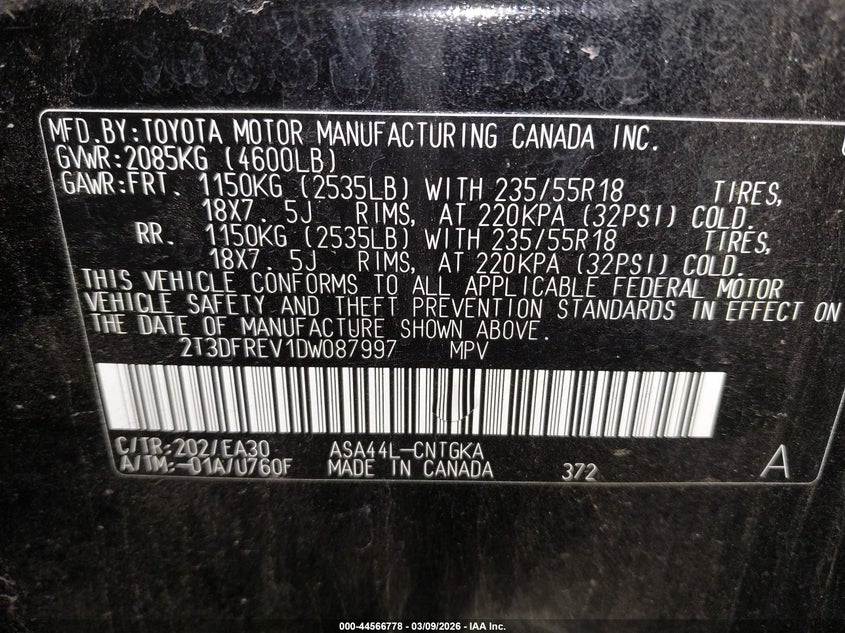 MFD.BY:TOYOTA MOTOR MANUFACTURING CANADA INC.
GVWR:2085KG (4600LB)
GAWR:FRT. 1150KG (2535LB) WITH 235/55R18 TIRES,
18X7. 5J RIMS, AT 220KPA (32PSI) COLD.
RR. 1150KG (2535LB) WITH 235/55R18 TIRES,
18X7. 5J RIMS, AT 220KPA (32PSI) COLD.
THIS VEHICLE CONFORMS TO ALL APPLICABLE FEDERAL MOTOR
VEHICLE SAFETY AND THEFT PREVENTION STANDARDS IN EFFECT ON
THE DATE OF MANUFACTURE SHOWN ABOVE.
2T3DFREV1DW087997 MPV
C/TR:202/EA30 ASA44L-CNTGKA
A/TM:-01A/U760F MADE IN CANADA 372 A
000-44566778 - 03/09/2026 - IAA Inc.